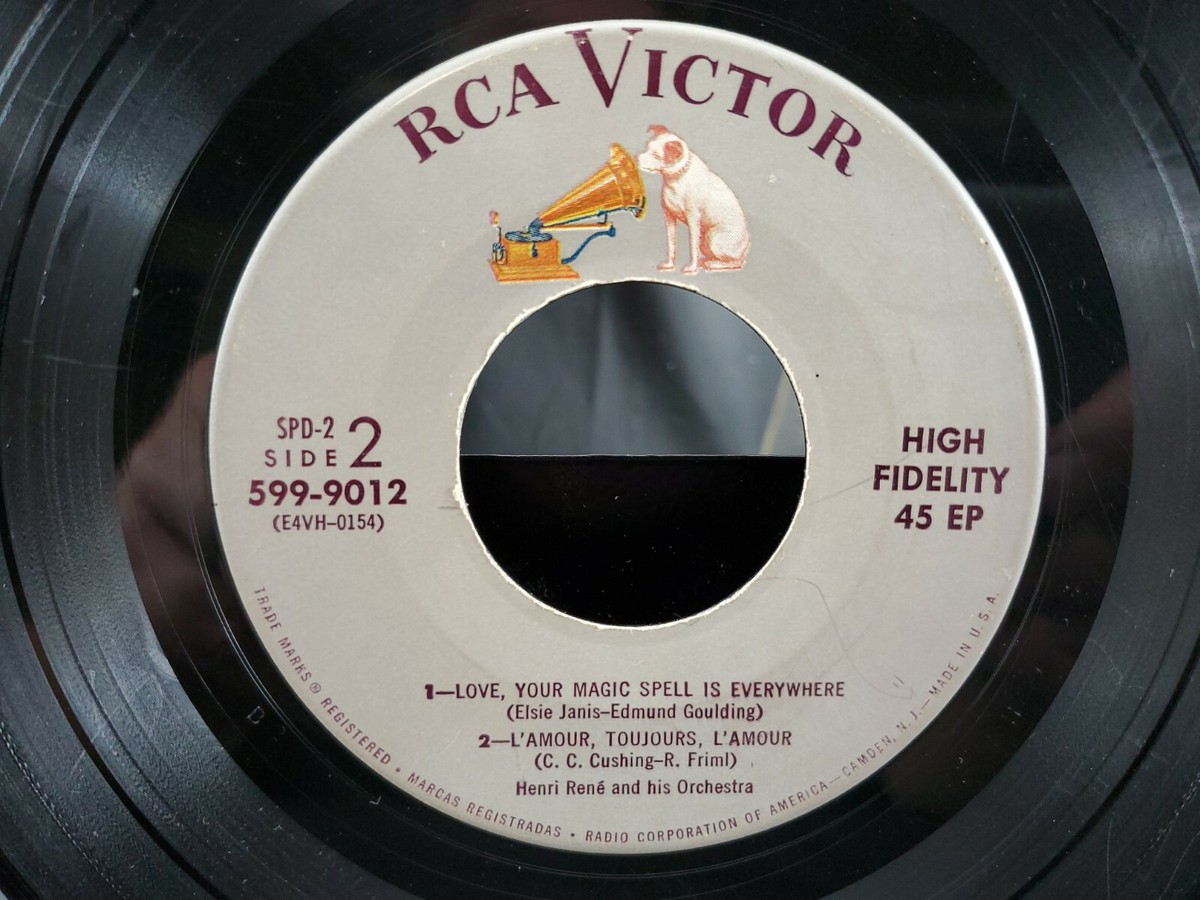 RCA VICTOR
SPD-2
SIDE 2
599-9012
(E4VH–0154)
HIGH
FIDELITY
45 EP
1—LOVE, YOUR MAGIC SPELL IS EVERYWHERE
(Elsie Janis–Edmund Goulding)
2—L'AMOUR, TOUJOURS, L'AMOUR
(C. C. Cushing–R. Friml)
Henri René and his Orchestra
TRADE MARKS ® REGISTERED • MARCAS REGISTRADAS • RADIO CORPORATION OF AMERICA—CAMDEN, N. J.—MADE IN U. S. A.